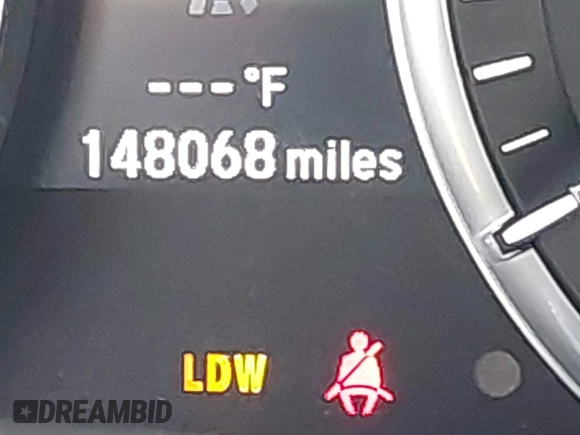 ---°F
148068 miles
LDW
DREAMBID